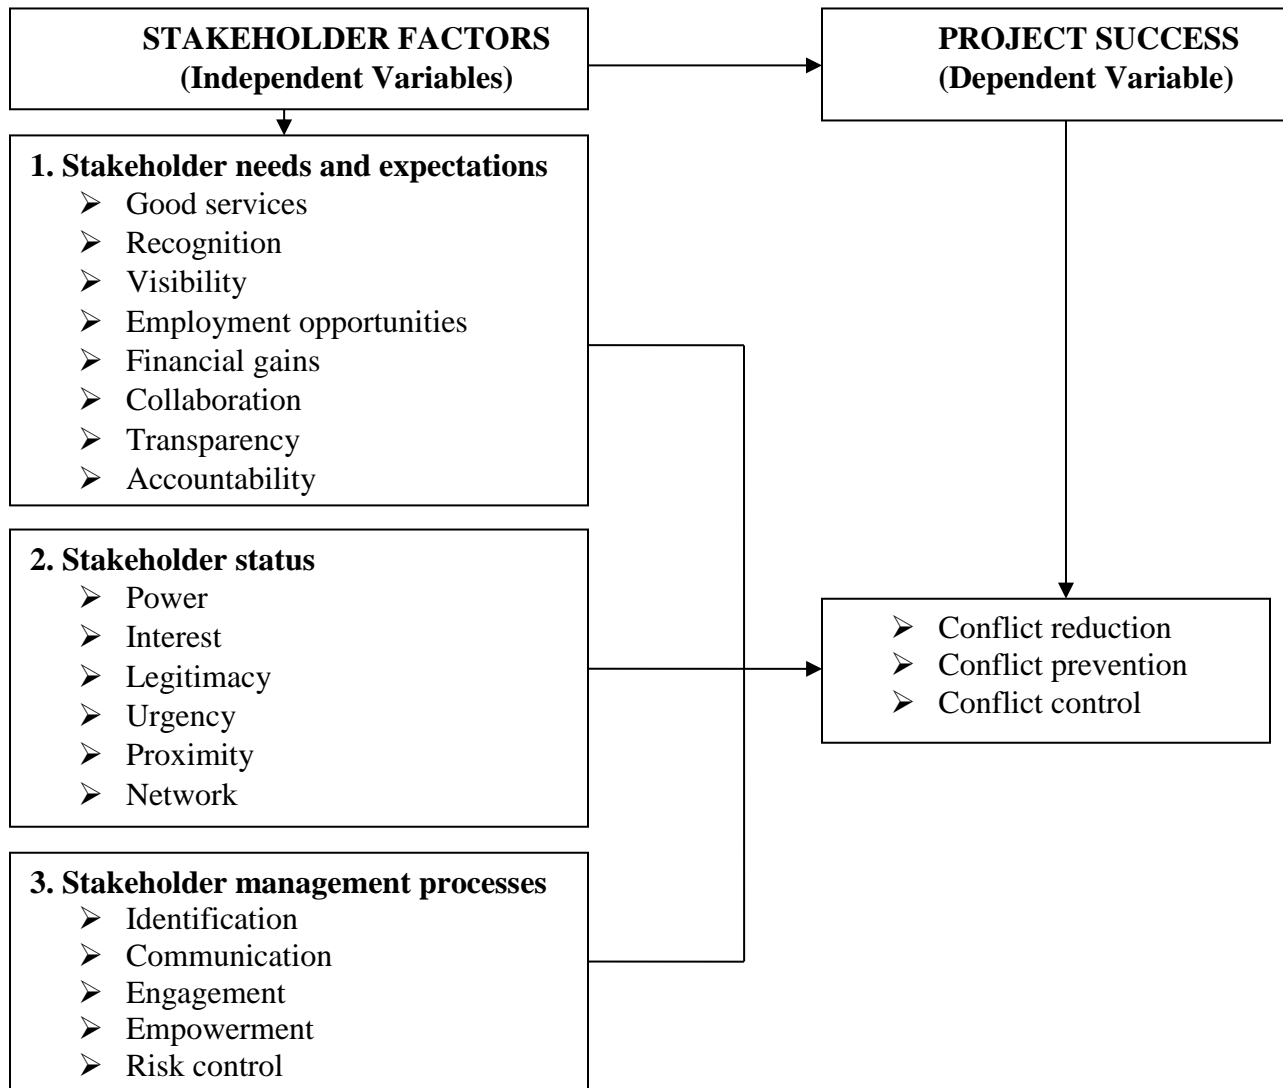 STAKEHOLDER FACTORS
(Independent Variables)
PROJECT SUCCESS
(Dependent Variable)
1. Stakeholder needs and expectations
➢ Good services
➢ Recognition
➢ Visibility
➢ Employment opportunities
➢ Financial gains
➢ Collaboration
➢ Transparency
➢ Accountability
2. Stakeholder status
➢ Power
➢ Interest
➢ Legitimacy
➢ Urgency
➢ Proximity
➢ Network
➢ Conflict reduction
➢ Conflict prevention
➢ Conflict control
3. Stakeholder management processes
➢ Identification
➢ Communication
➢ Engagement
➢ Empowerment
➢ Risk control